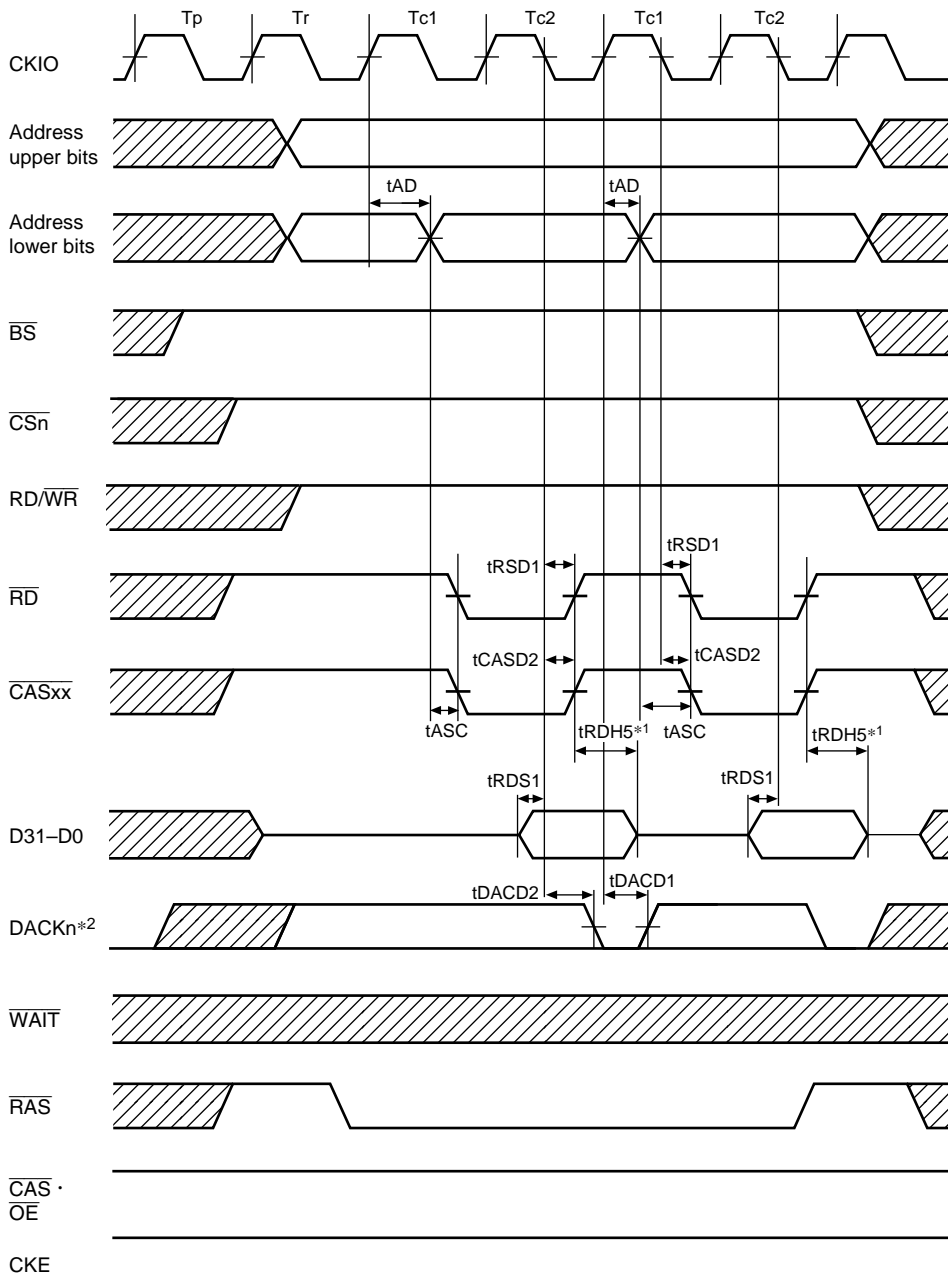 Tp Tr Tc1 Tc2 Tc1 Tc2
CKIO
Address
upper bits
tAD tAD
Address
lower bits
BS
CSn
RD/WR
tRSD1 tRSD1
RD
tCASD2 tCASD2
CASxx
tASC tRDH5*1 tASC tRDH5*1
tRDS1 tRDS1
D31–D0
tDACD2 tDACD1
DACKn*2
WAIT
RAS
CAS ·
OE
CKE